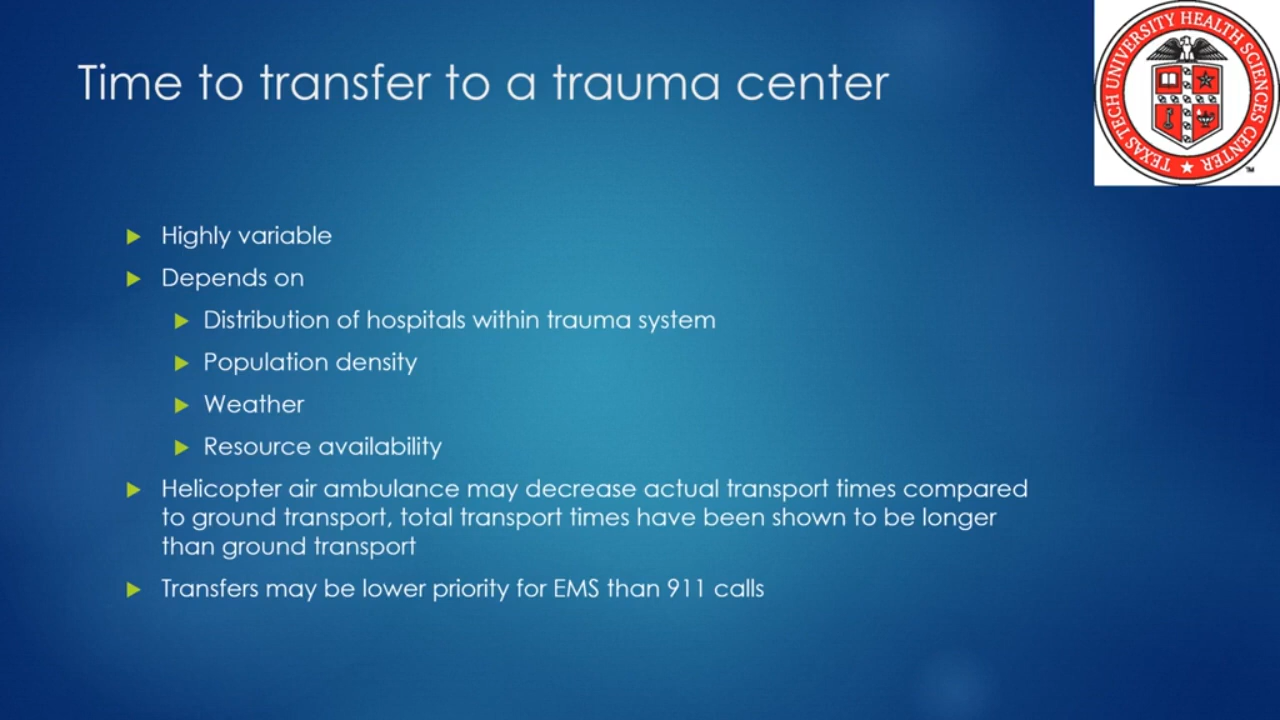 Time to transfer to a trauma center
TEXAS TECH UNIVERSITY HEALTH SCIENCES CENTER
TM
Highly variable
Depends on
Distribution of hospitals within trauma system
Population density
Weather
Resource availability
Helicopter air ambulance may decrease actual transport times compared
to ground transport, total transport times have been shown to be longer
than ground transport
Transfers may be lower priority for EMS than 911 calls